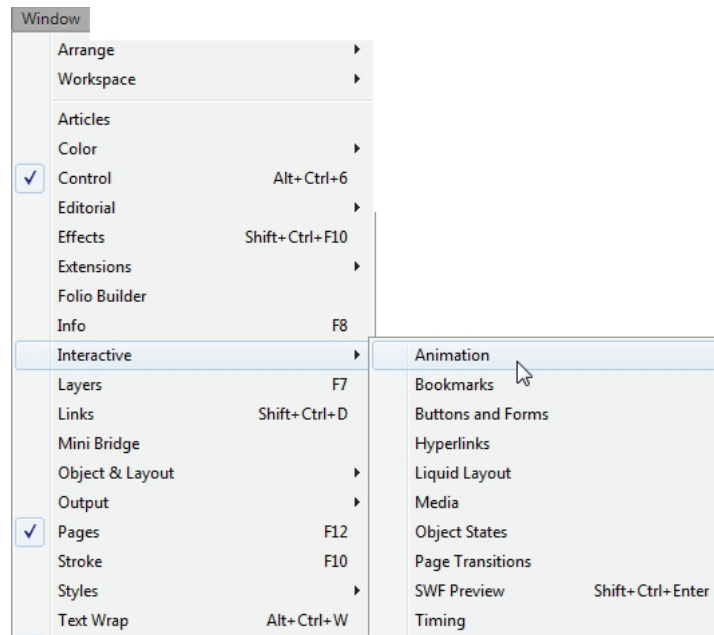 Window
Arrange
Workspace
Articles
Color
Control Alt+Ctrl+6
Editorial
Effects Shift+Ctrl+F10
Extensions
Folio Builder
Info F8
Interactive
Layers F7
Links Shift+Ctrl+D
Mini Bridge
Object & Layout
Output
Pages F12
Stroke F10
Styles
Text Wrap Alt+Ctrl+W
Animation
Bookmarks
Buttons and Forms
Hyperlinks
Liquid Layout
Media
Object States
Page Transitions
SWF Preview Shift+Ctrl+Enter
Timing